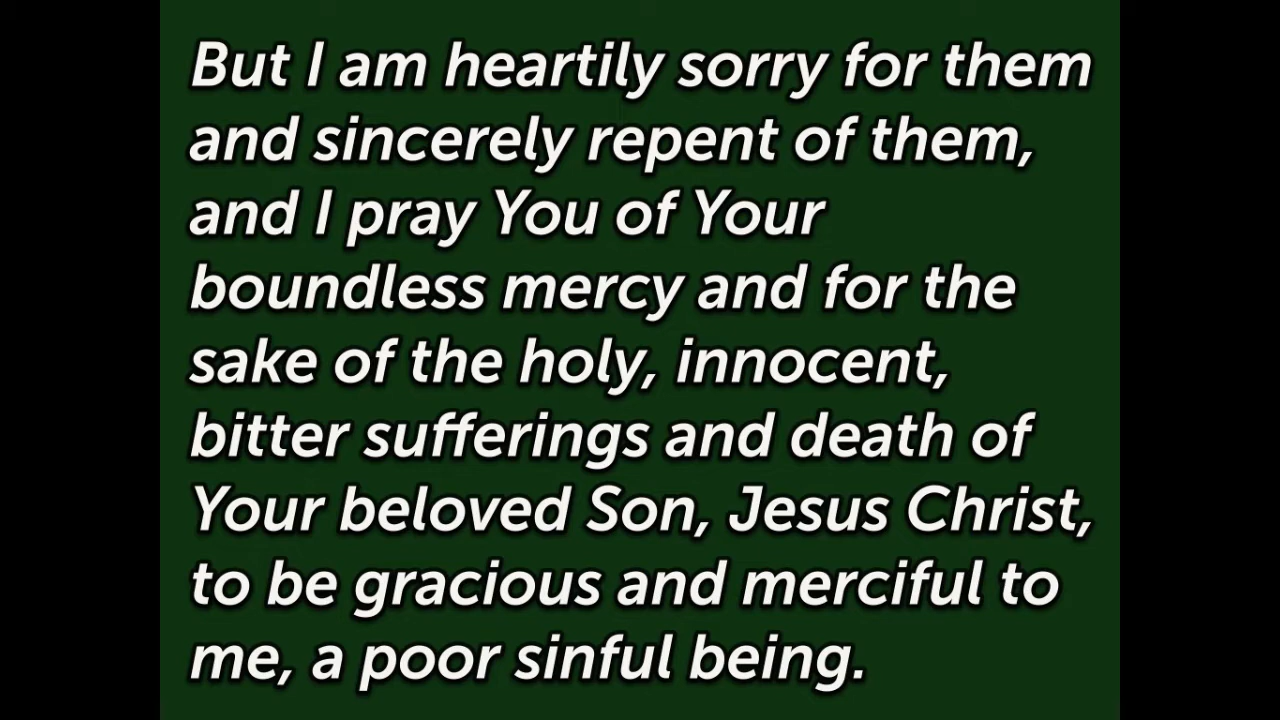 But I am heartily sorry for them
and sincerely repent of them,
and I pray You of Your
boundless mercy and for the
sake of the holy, innocent,
bitter sufferings and death of
Your beloved Son, Jesus Christ,
to be gracious and merciful to
me, a poor sinful being.